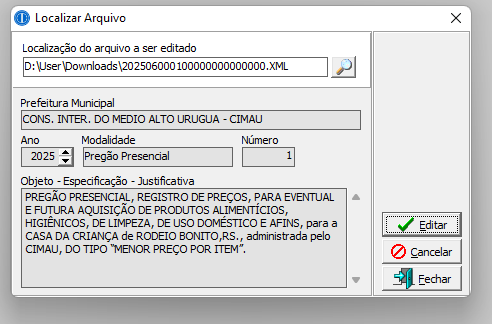 Localizar Arquivo
Localização do arquivo a ser editado
D:\User\Downloads\202506000100000000000000.XML
Prefeitura Municipal
CONS. INTER. DO MEDIO ALTO URUGUA - CIMAU
Ano Modalidade Número
2025 Pregão Presencial 1
Objeto - Especificação - Justificativa
PREGÃO PRESENCIAL, REGISTRO DE PREÇOS, PARA EVENTUAL
E FUTURA AQUISIÇÃO DE PRODUTOS ALIMENTÍCIOS,
HIGIÊNICOS, DE LIMPEZA, DE USO DOMÉSTICO E AFINS, para a
CASA DA CRIANÇA de RODEIO BONITO,RS., administrada pelo
CIMAU, DO TIPO "MENOR PREÇO POR ITEM".
Editar
Cancelar
Fechar